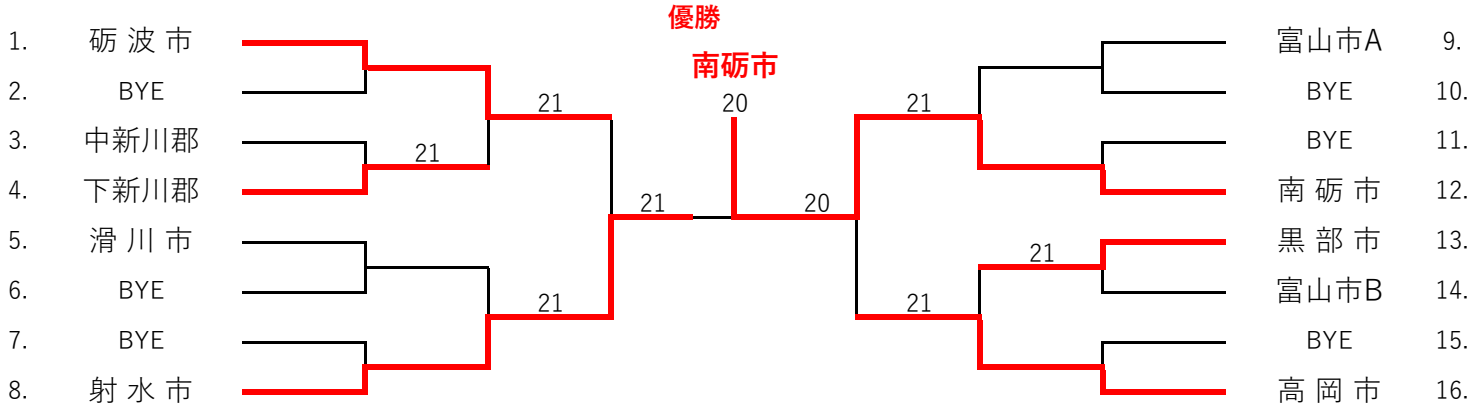 優勝
南砺市
1. 砺波市 富山市A 9.
2. BYE 21 20 21 BYE 10.
3. 中新川郡 21 BYE 11.
4. 下新川郡 21 20 南砺市 12.
5. 滑川市 21 黒部市 13.
6. BYE 21 21 富山市B 14.
7. BYE BYE 15.
8. 射水市 高岡市 16.